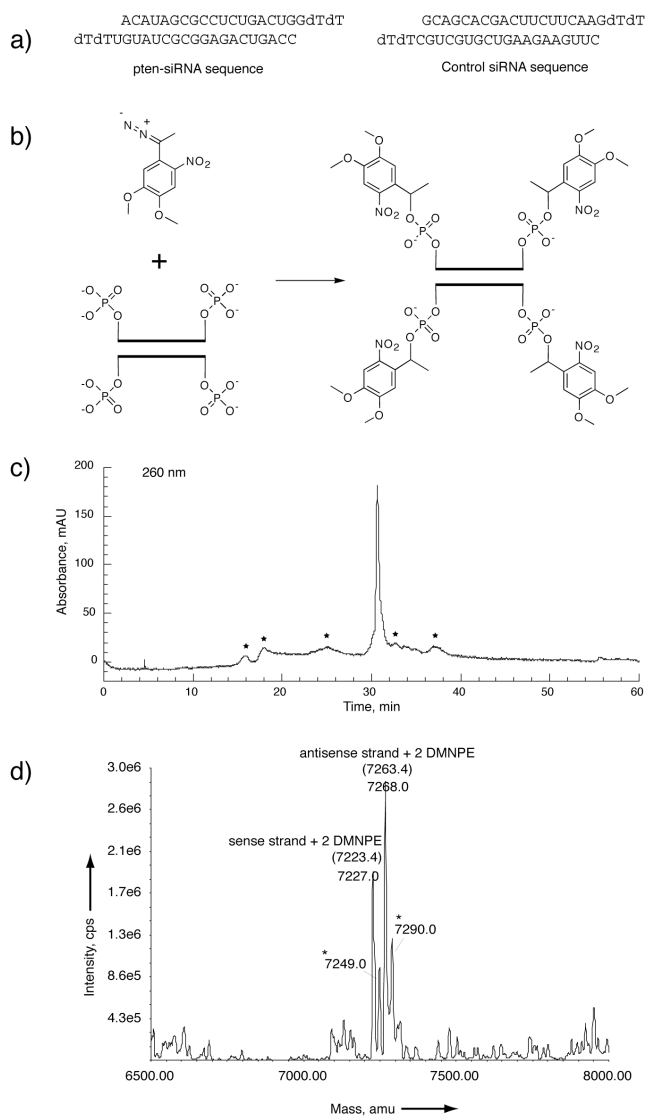 a)
ACAUAGCGCCUCUGACUGGdTdT
dTdTUGUAUCGCGGAGACUGACC
pten-siRNA sequence
GCAGCACGACUUCUUCAAGdTdT
dTdTCGUCGUGCUGAAGAAGUUC
Control siRNA sequence
b)
- +
N=N
NO2
O O
+
-O O O O-
P P
-O O O O-
-O O O O-
P P
-O O O O-
O O
O NO2 NO2 O
O O
O P P O
O- O O O-
O- O O O-
P P
O O O O
NO2 NO2
O O
O O
c)
260 nm
Absorbance, mAU
200
150
100
50
0
0 10 20 30 40 50 60
Time, min
d)
antisense strand + 2 DMNPE
(7263.4)
7268.0
sense strand + 2 DMNPE
(7223.4)
7227.0
*
7290.0
*
7249.0
Intensity, cps
3.0e6
2.6e6
2.1e6
1.7e6
1.3e6
8.6e5
4.3e5
6500.00 7000.00 7500.00 8000.00
Mass, amu